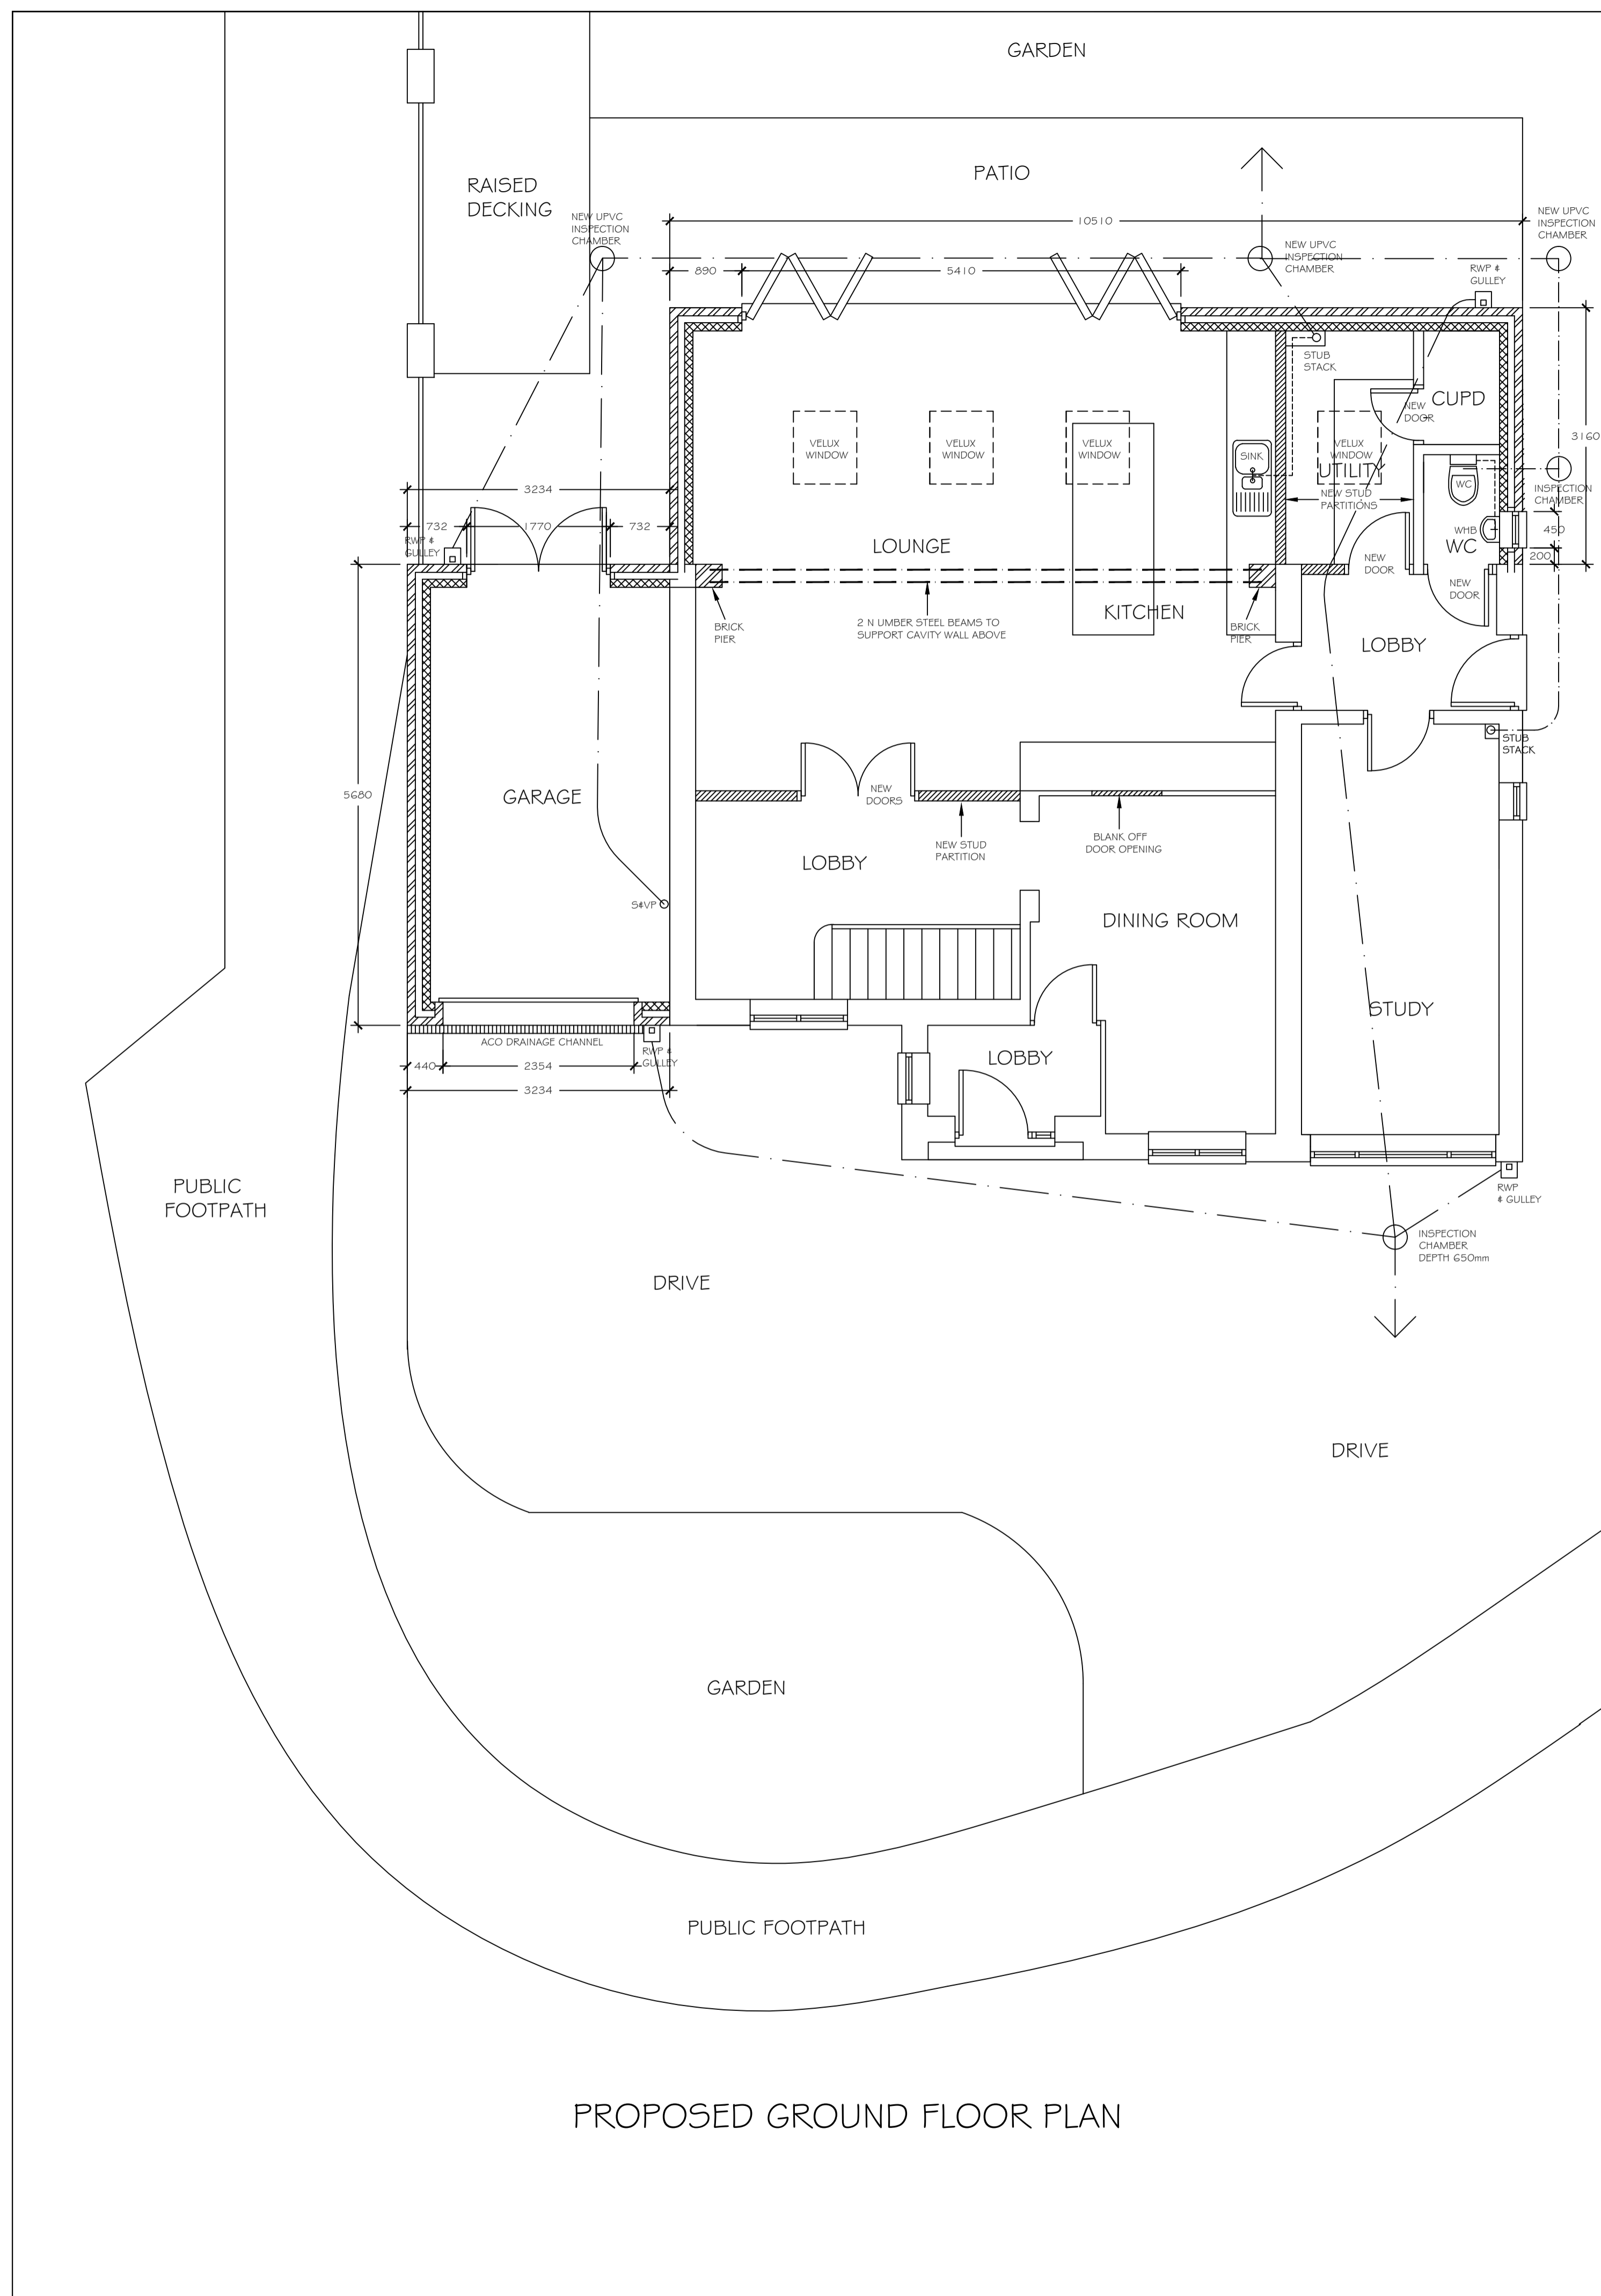 GARDEN
PATIO
RAISED
DECKING
NEW UPVC
INSPECTION
CHAMBER
NEW UPVC
INSPECTION
CHAMBER
10510
NEW UPVC
INSPECTION
CHAMBER
890
5410
RWP &
GULLEY
STUB
STACK
CUPD
NEW
DOOR
VELUX
WINDOW
VELUX
WINDOW
VELUX
WINDOW
VELUX
WINDOW
SINK
UTILITY
NEW STUD
PARTITIONS
WC
3160
INSPECTION
CHAMBER
3234
732
1770
732
RWP &
GULLEY
WHB
WC
450
200
LOUNGE
NEW
DOOR
NEW
DOOR
KITCHEN
BRICK
PIER
2 N UMBER STEEL BEAMS TO
SUPPORT CAVITY WALL ABOVE
BRICK
PIER
LOBBY
STUB
STACK
5680
GARAGE
NEW
DOORS
NEW STUD
PARTITION
BLANK OFF
DOOR OPENING
LOBBY
S&VP
DINING ROOM
STUDY
ACO DRAINAGE CHANNEL
RWP &
GULLEY
LOBBY
440
2354
3234
PUBLIC
FOOTPATH
RWP
& GULLEY
INSPECTION
CHAMBER
DEPTH 650mm
DRIVE
DRIVE
GARDEN
PUBLIC FOOTPATH
PROPOSED GROUND FLOOR PLAN